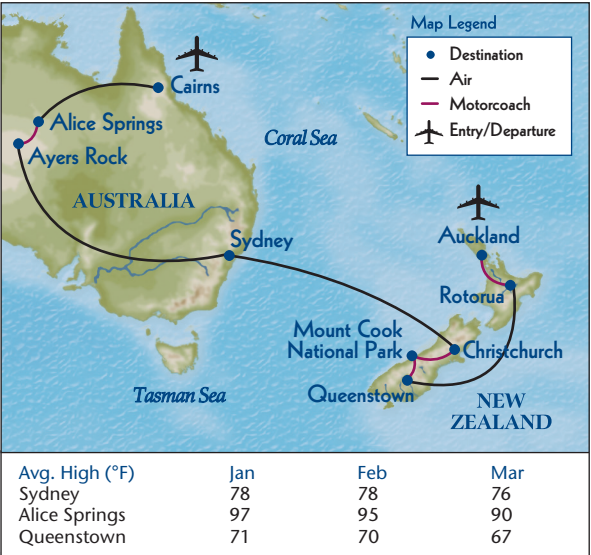 Map Legend
Destination
Air
Motorcoach
Entry/Departure
Cairns
Alice Springs
Ayers Rock
Coral Sea
AUSTRALIA
Sydney
Auckland
Rotorua
Mount Cook
National Park
Christchurch
Queenstown
Tasman Sea
NEW
ZEALAND
Avg. High (°F) Jan Feb Mar
Sydney 78 78 76
Alice Springs 97 95 90
Queenstown 71 70 67